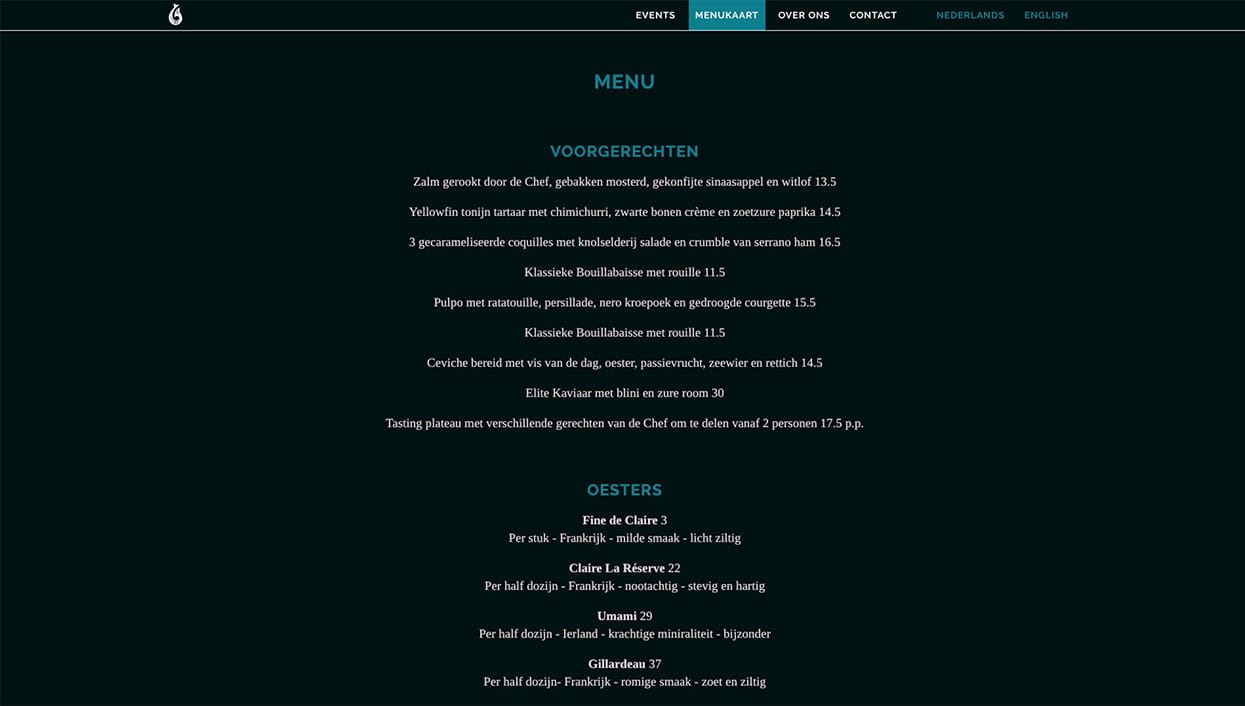 EVENTS MENUKAART OVER ONS CONTACT NEDERLANDS ENGLISH
MENU
VOORGERECHTEN
Zalm gerookt door de Chef, gebakken mosterd, gekonfijte sinaasappel en witlof 13.5
Yellowfin tonijn tartaar met chimichurri, zwarte bonen crème en zoetzure paprika 14.5
3 gecarameliseerde coquilles met knolselderij salade en crumble van serrano ham 16.5
Klassieke Bouillabaisse met rouille 11.5
Pulpo met ratatouille, persillade, nero kroepoek en gedroogde courgette 15.5
Klassieke Bouillabaisse met rouille 11.5
Ceviche bereid met vis van de dag, oester, passievrucht, zeewier en rettich 14.5
Elite Kaviaar met blini en zure room 30
Tasting plateau met verschillende gerechten van de Chef om te delen vanaf 2 personen 17.5 p.p.
OESTERS
Fine de Claire 3
Per stuk - Frankrijk - milde smaak - licht ziltig
Claire La Réserve 22
Per half dozijn - Frankrijk - nootachtig - stevig en hartig
Umami 29
Per half dozijn - Ierland - krachtige miniraliteit - bijzonder
Gillardeau 37
Per half dozijn- Frankrijk - romige smaak - zoet en ziltig